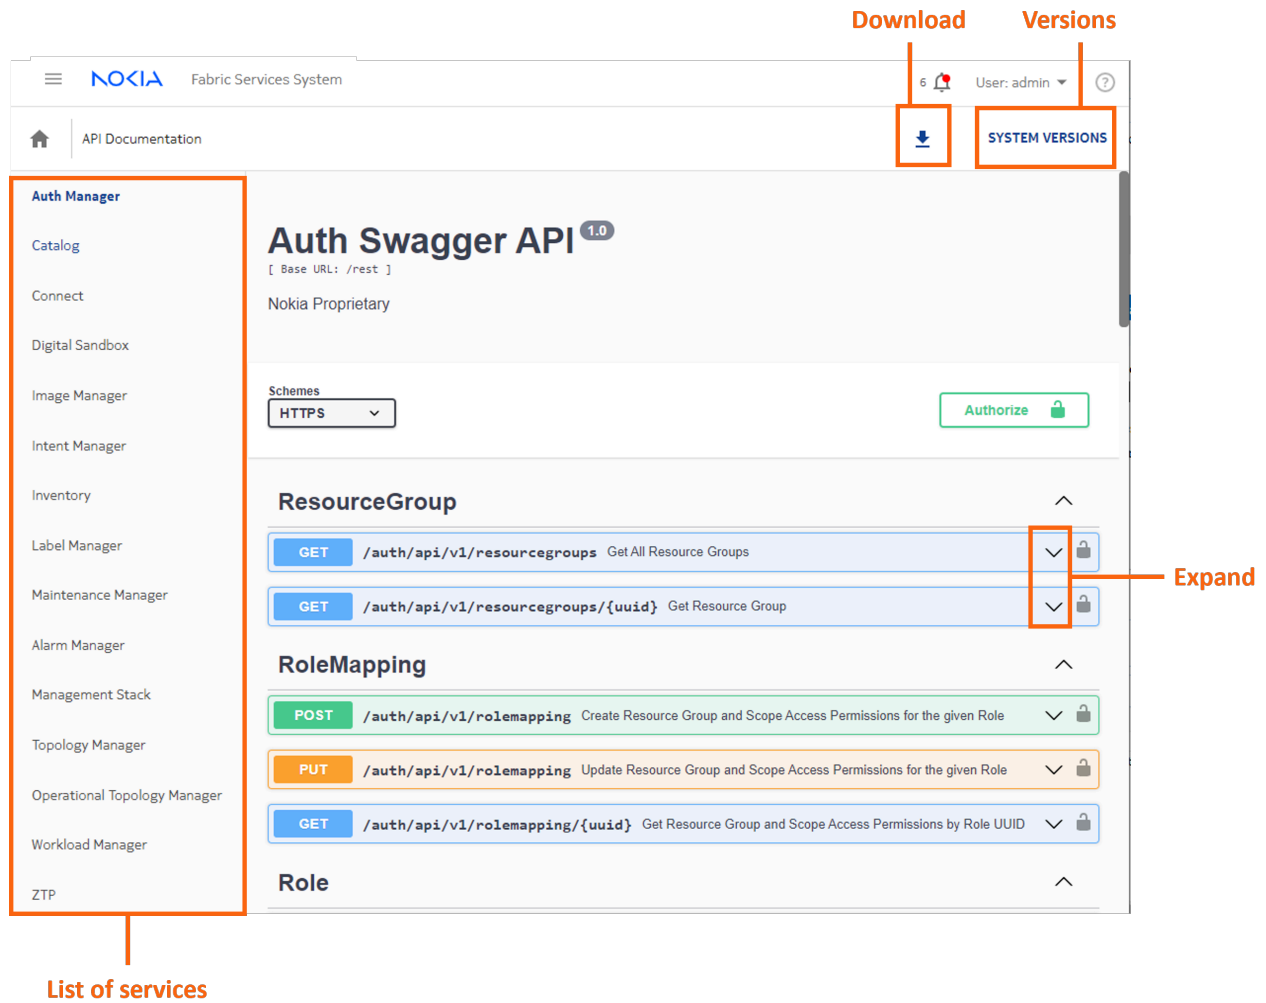 Download Versions
NOKIA Fabric Services System 6 User: admin ?
API Documentation SYSTEM VERSIONS
Auth Manager
Catalog
Connect
Digital Sandbox
Image Manager
Intent Manager
Inventory
Label Manager
Maintenance Manager
Alarm Manager
Management Stack
Topology Manager
Operational Topology Manager
Workload Manager
ZTP
List of services
Auth Swagger API 1.0
[ Base URL: /rest ]
Nokia Proprietary
Schemes
HTTPS
Authorize
ResourceGroup
GET /auth/api/v1/resourcegroups Get All Resource Groups
Expand
GET /auth/api/v1/resourcegroups/{uuid} Get Resource Group
RoleMapping
POST /auth/api/v1/rolemapping Create Resource Group and Scope Access Permissions for the given Role
PUT /auth/api/v1/rolemapping Update Resource Group and Scope Access Permissions for the given Role
GET /auth/api/v1/rolemapping/{uuid} Get Resource Group and Scope Access Permissions by Role UUID
Role